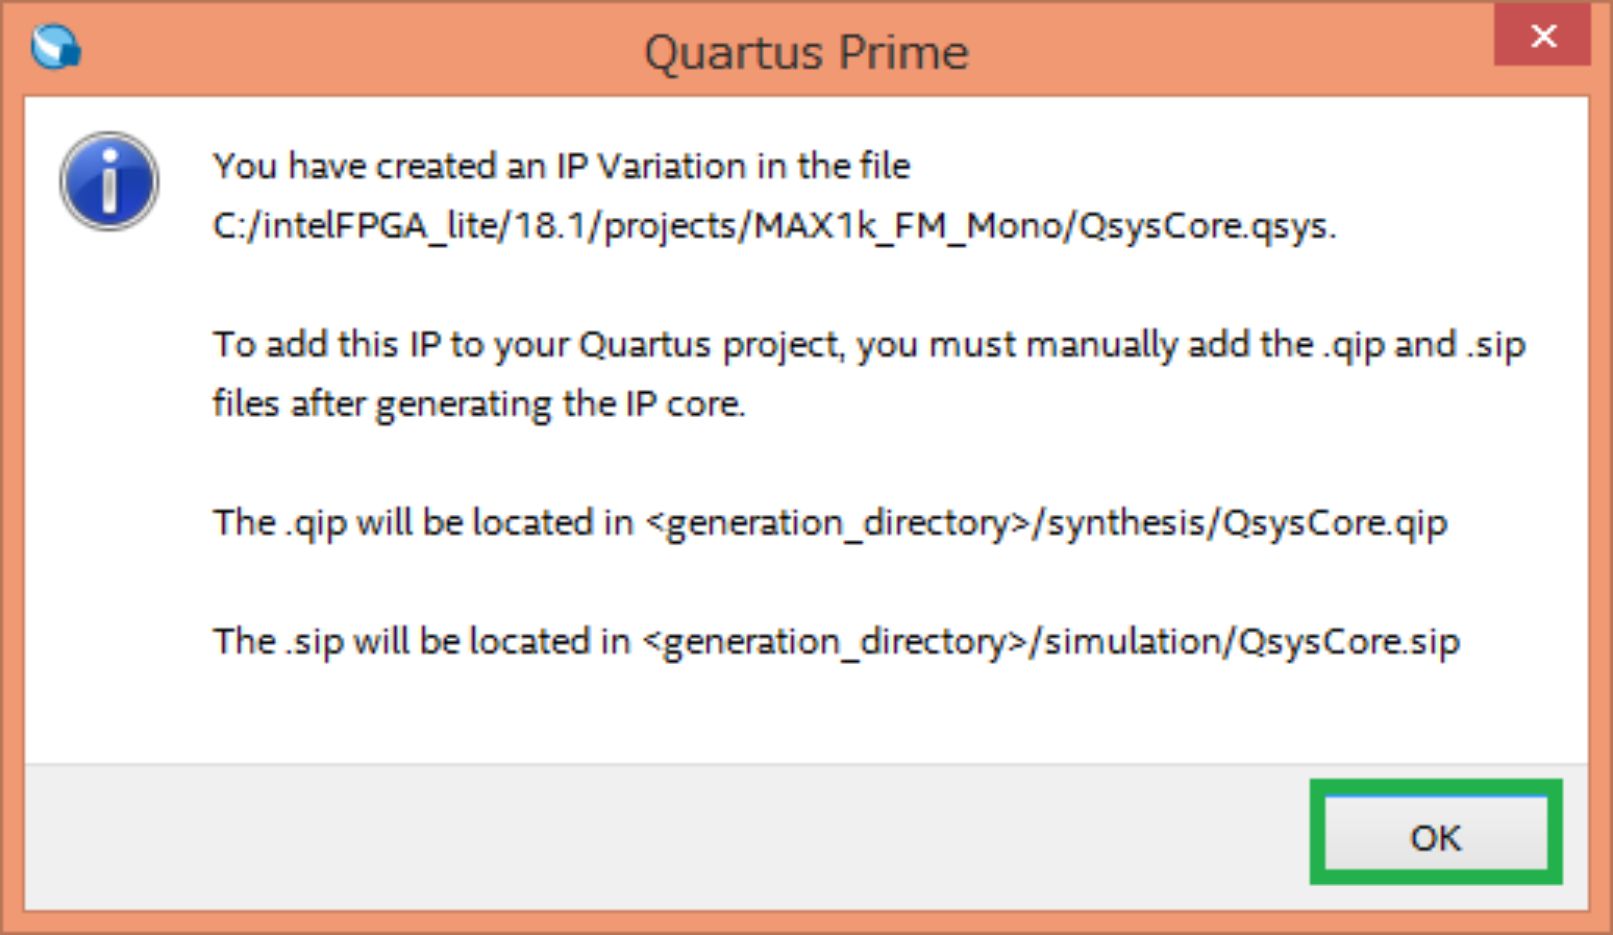 Quartus Prime
You have created an IP Variation in the file
C:/intelFPGA_lite/18.1/projects/MAX1k_FM_Mono/QsysCore.qsys.
To add this IP to your Quartus project, you must manually add the .qip and .sip
files after generating the IP core.
The .qip will be located in <generation_directory>/synthesis/QsysCore.qip
The .sip will be located in <generation_directory>/simulation/QsysCore.sip
OK